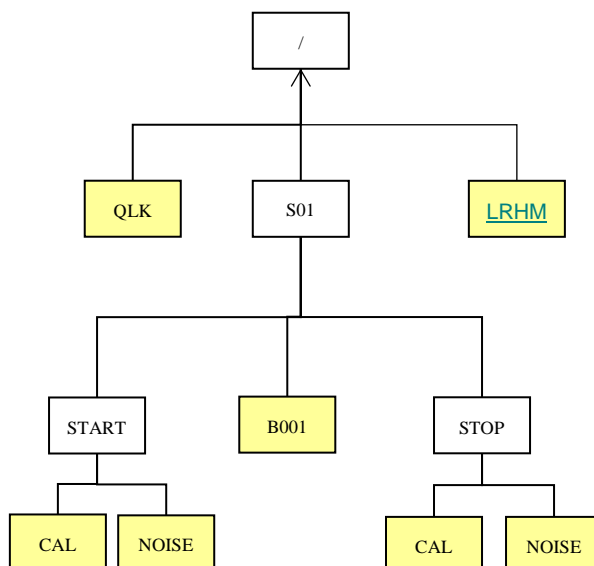 /
QLK
S01
LRHM
START
B001
STOP
CAL
NOISE
CAL
NOISE